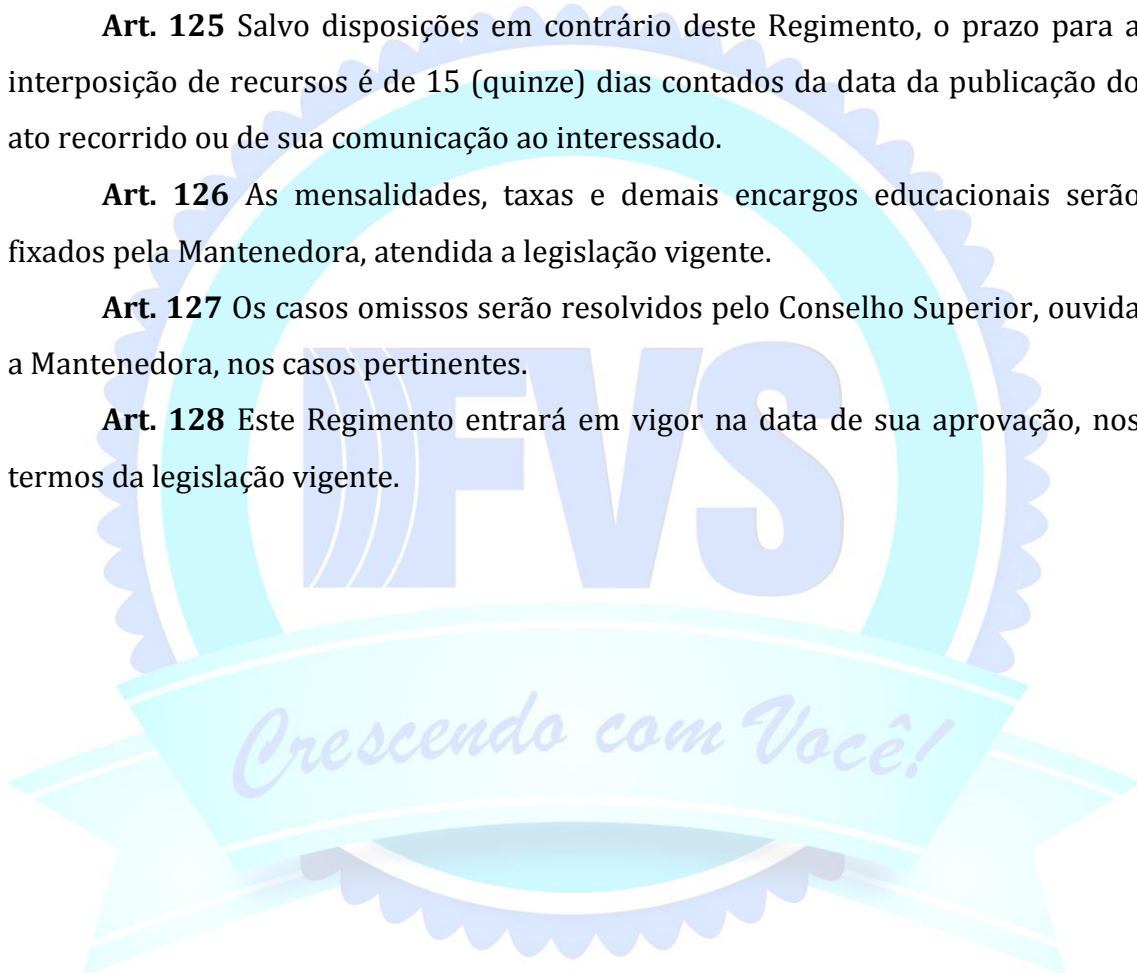 Art. 125 Salvo disposições em contrário deste Regimento, o prazo para a
interposição de recursos é de 15 (quinze) dias contados da data da publicação do
ato recorrido ou de sua comunicação ao interessado.
Art. 126 As mensalidades, taxas e demais encargos educacionais serão
fixados pela Mantenedora, atendida a legislação vigente.
Art. 127 Os casos omissos serão resolvidos pelo Conselho Superior, ouvida
a Mantenedora, nos casos pertinentes.
Art. 128 Este Regimento entrará em vigor na data de sua aprovação, nos
termos da legislação vigente.
FVS
Crescendo com Você!